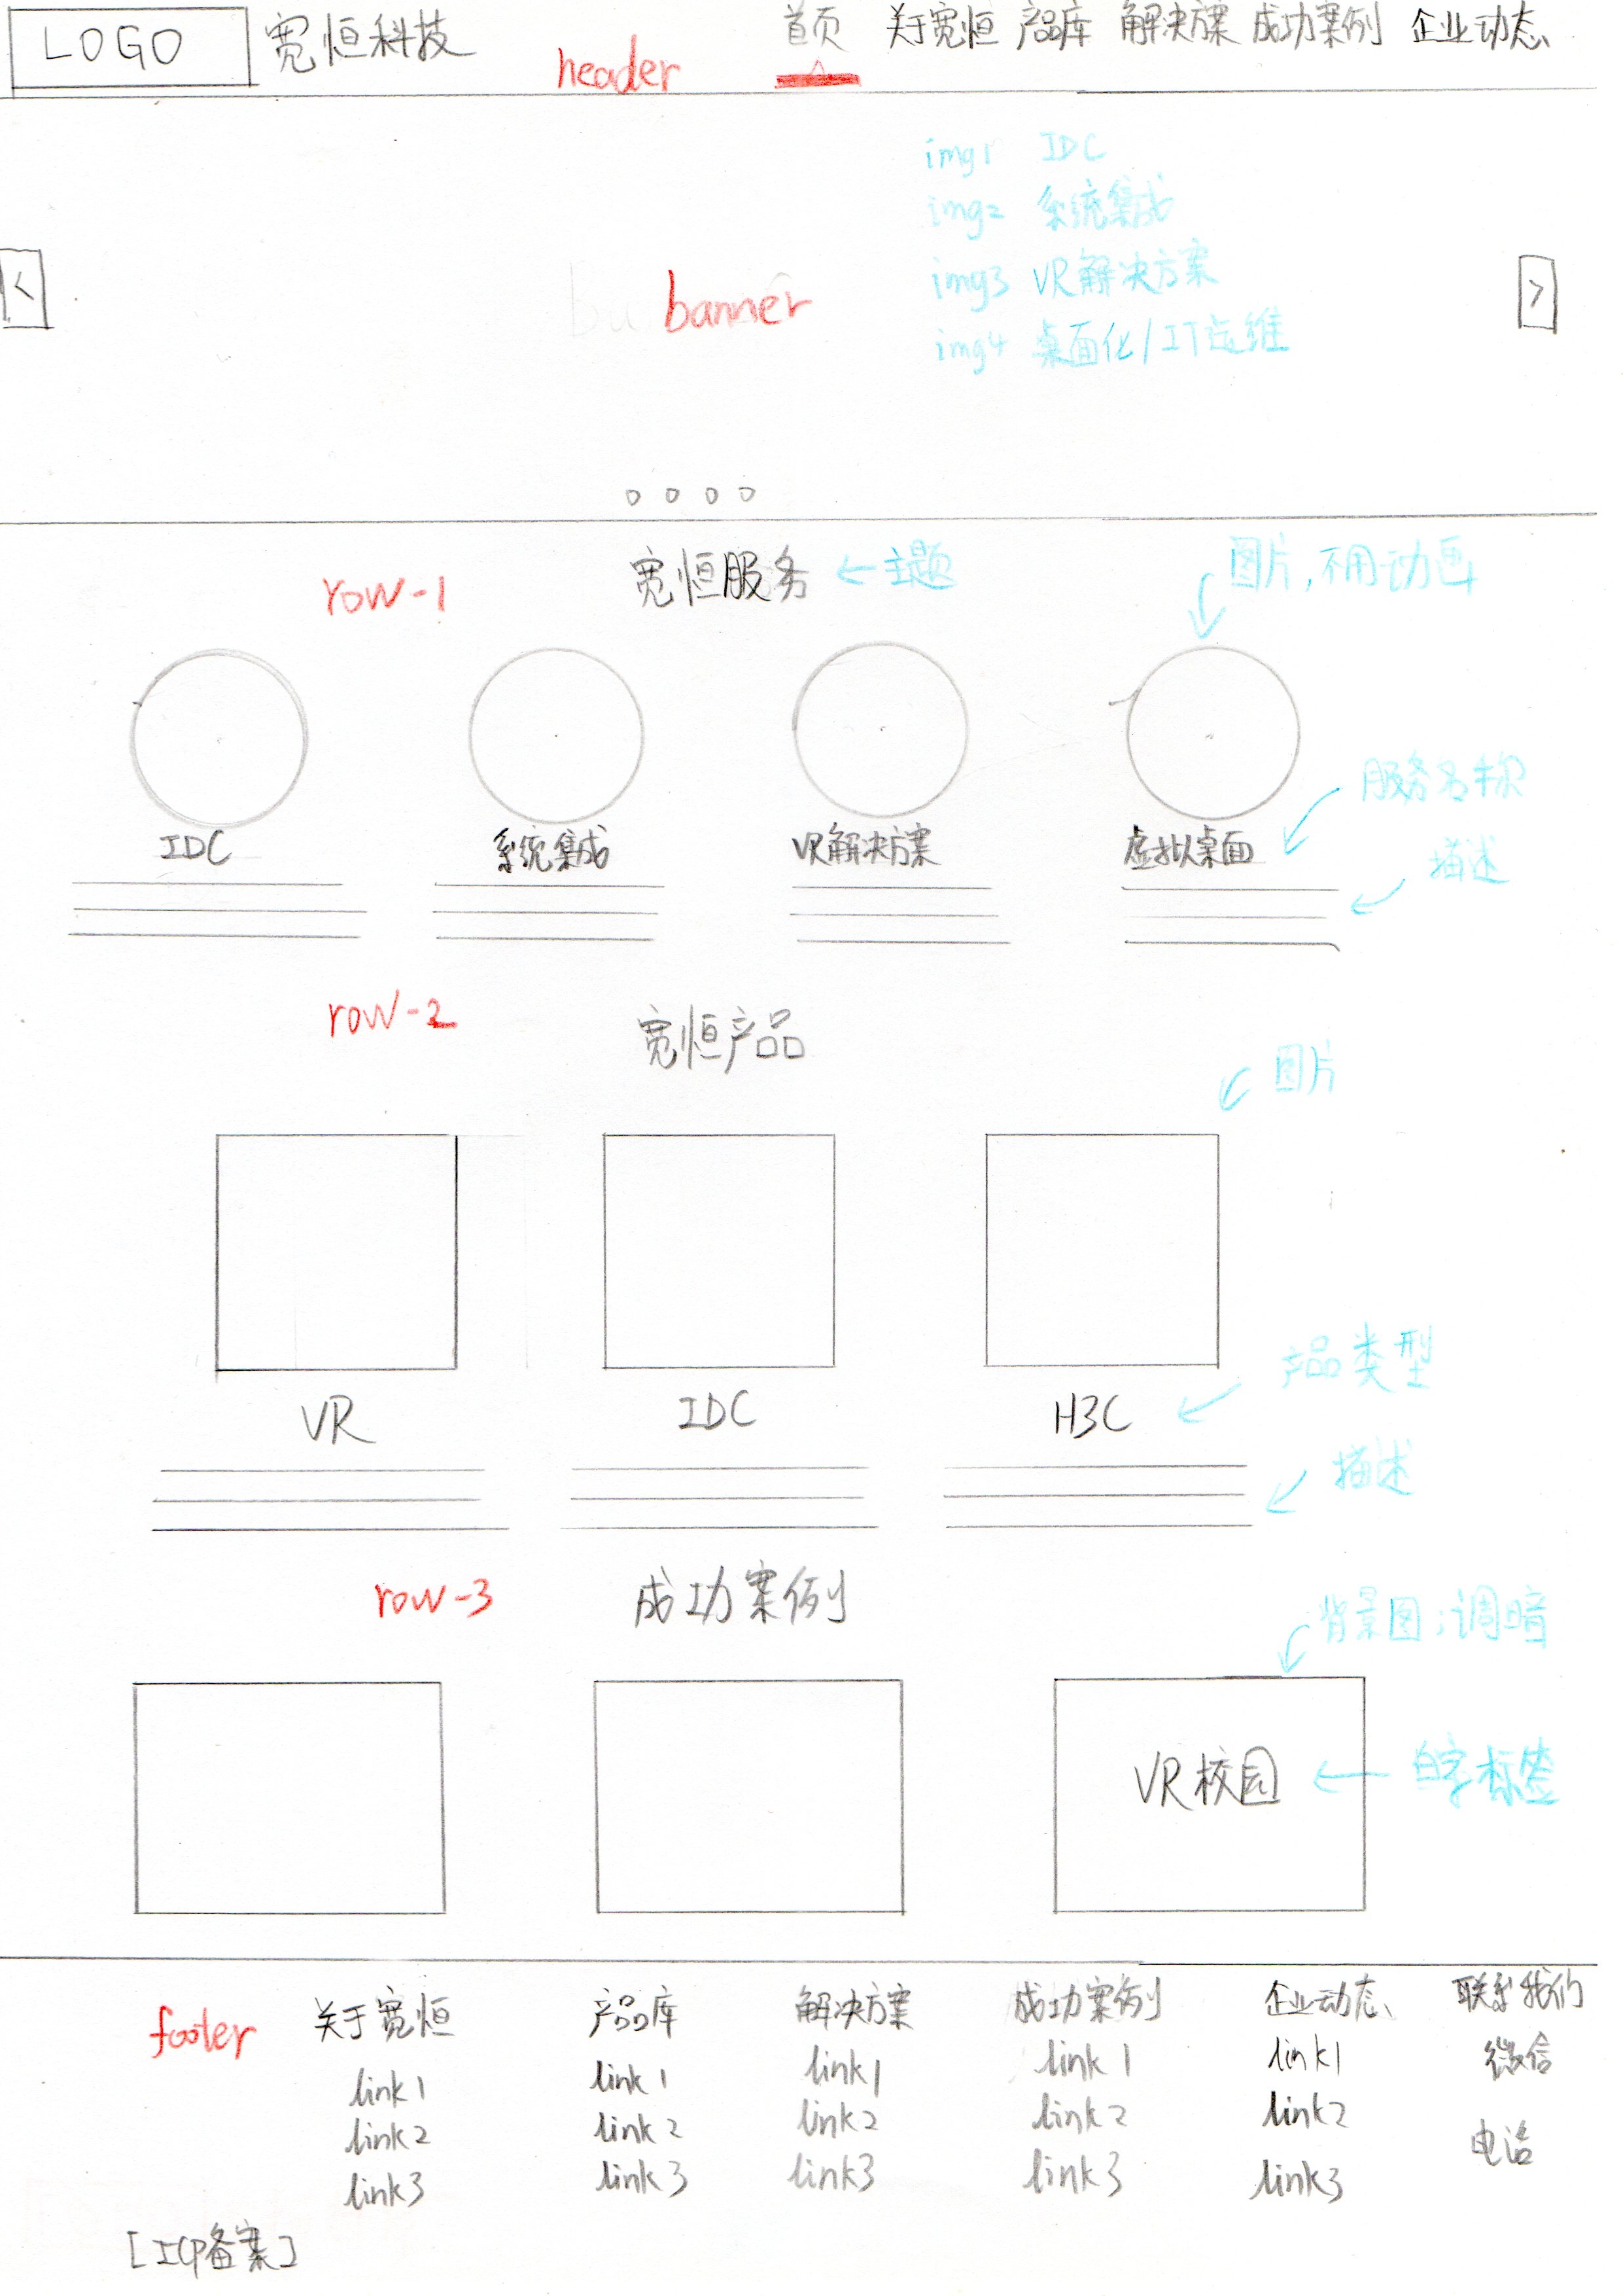 LOGO 宽恒科技 首页 关于宽恒 产品库 解决方案 成功案例 企业动态
header
img1 IDC
img2 系统集成
img3 VR解决方案
img4 桌面化/IT运维
<
banner
>
宽恒服务
←主题
图片,不用动画
row-1
IDC
系统集成
VR解决方案
虚拟桌面
服务名称
描述
宽恒产品
row-2
图片
VR
IDC
H3C
产品类型
描述
成功案例
row-3
背景图:调暗
VR校园
←白字标签
footer
关于宽恒 产品库 解决方案 成功案例 企业动态 联系我们
link1 link1 link1 link1 link1 微信
link2 link2 link2 link2 link2 电话
link3 link3 link3 link3 link3
[ICP备案]